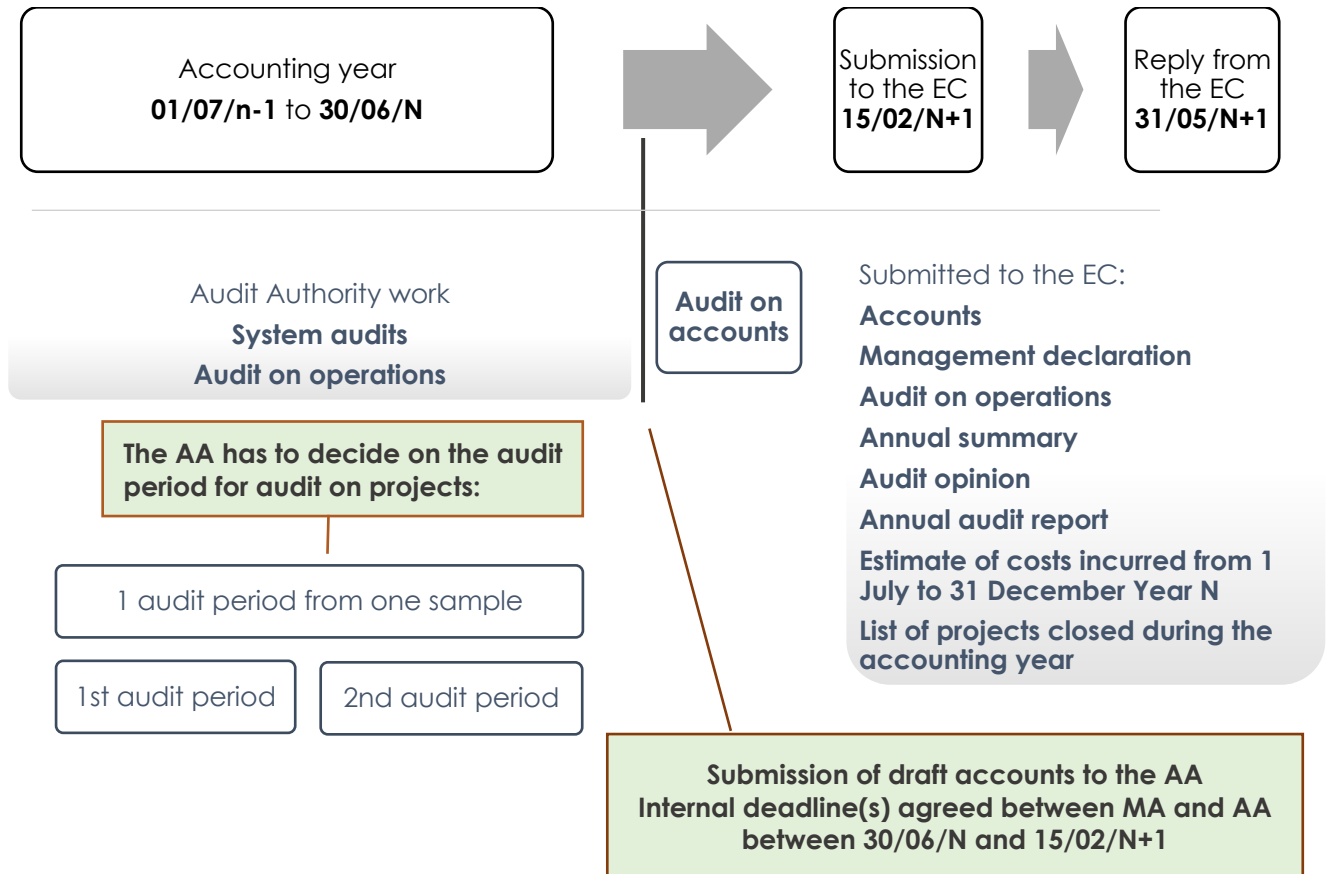 Accounting year
01/07/n-1 to 30/06/N
Submission
to the EC
15/02/N+1
Reply from
the EC
31/05/N+1
Audit Authority work
System audits
Audit on operations
Audit on
accounts
Submitted to the EC:
Accounts
Management declaration
Audit on operations
Annual summary
Audit opinion
Annual audit report
Estimate of costs incurred from 1
July to 31 December Year N
List of projects closed during the
accounting year
The AA has to decide on the audit
period for audit on projects:
1 audit period from one sample
1st audit period
2nd audit period
Submission of draft accounts to the AA
Internal deadline(s) agreed between MA and AA
between 30/06/N and 15/02/N+1